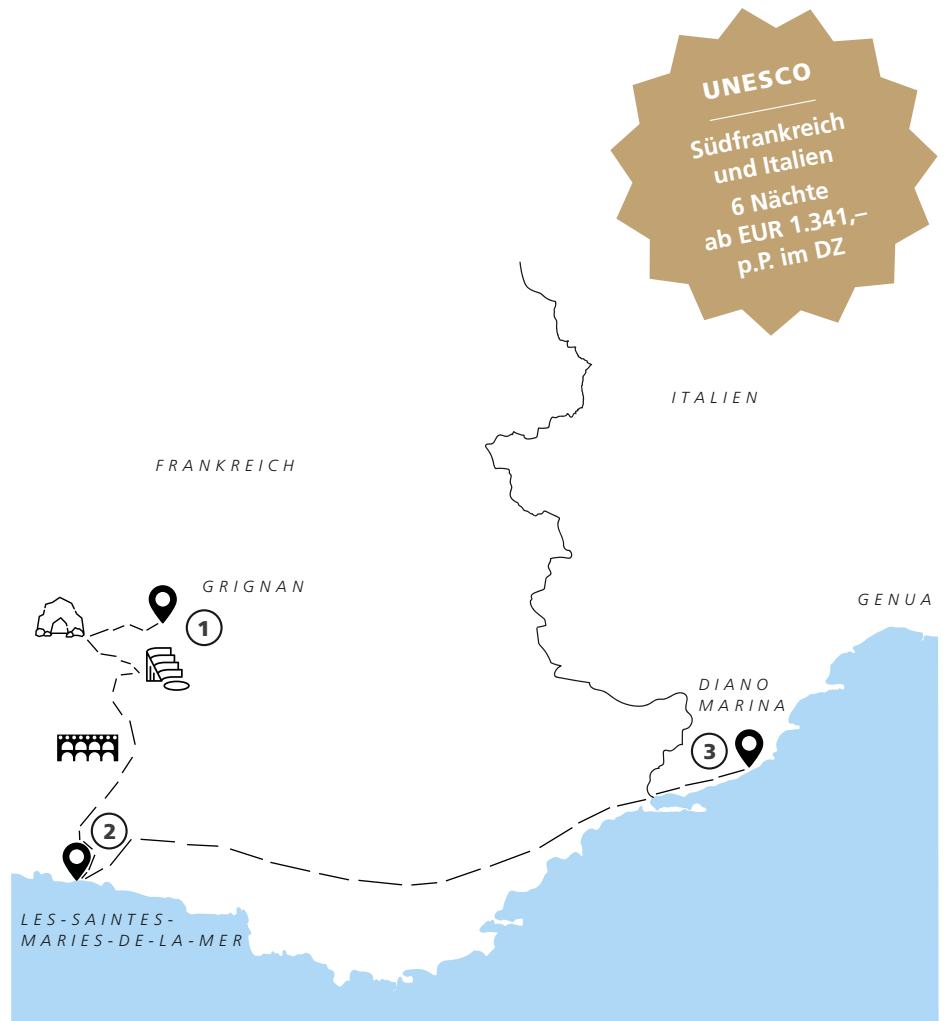 UNESCO
Südfrankreich
und Italien
6 Nächte
ab EUR 1.341,–
p.P. im DZ
ITALIEN
FRANKREICH
GRIGNAN
1
GENUA
DIANO
MARINA
3
2
LES-SAINTES-
MARIES-DE-LA-MER